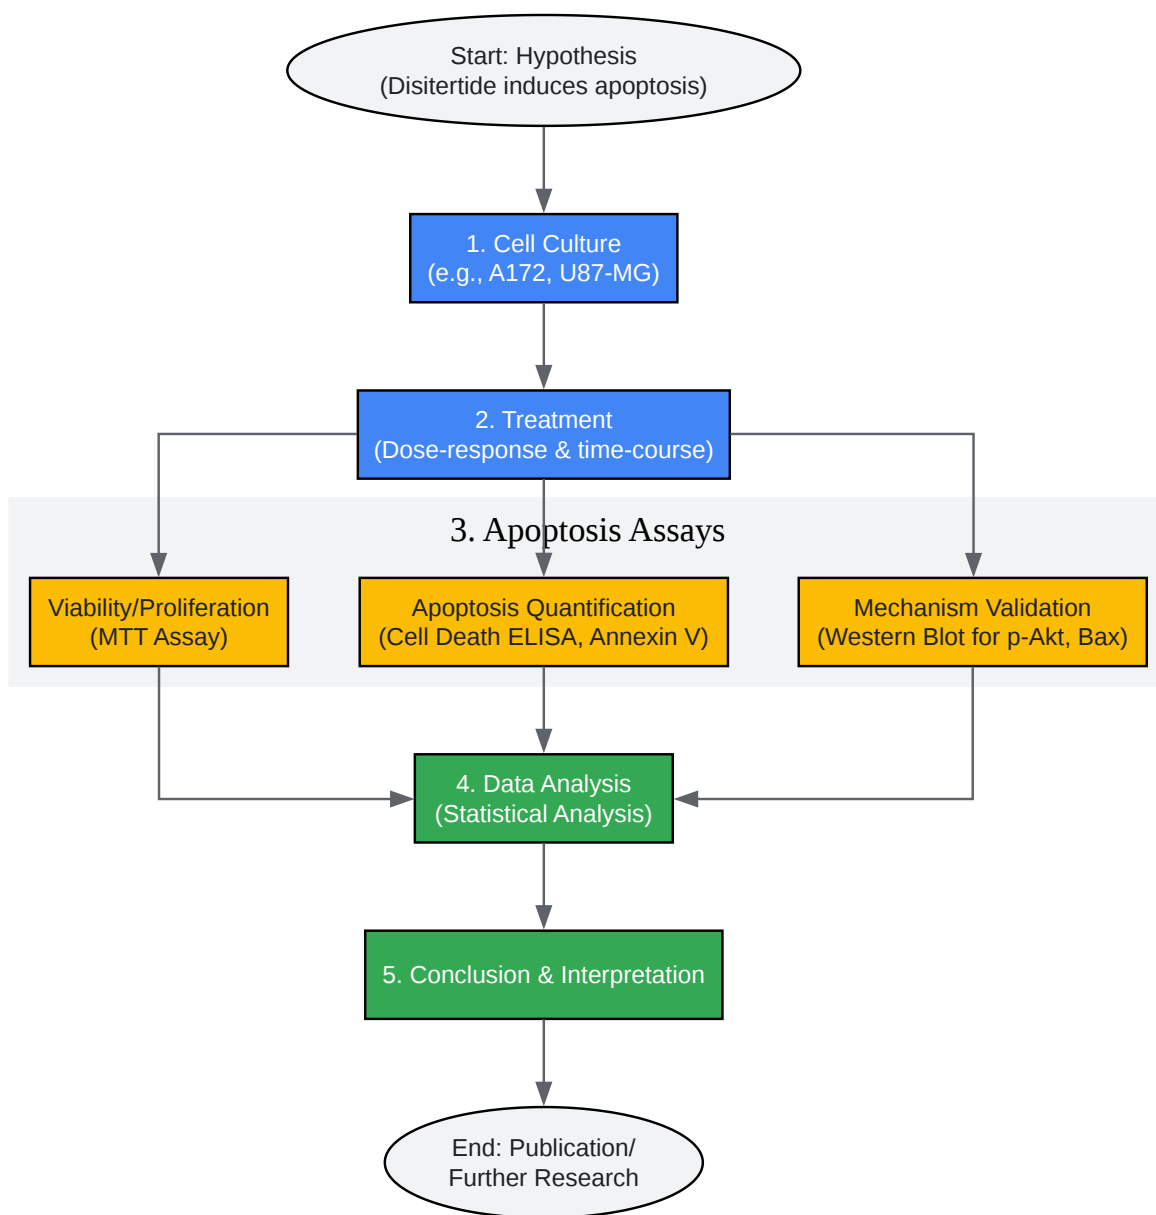 Start: Hypothesis
(Disitertide induces apoptosis)
1. Cell Culture
(e.g., A172, U87-MG)
2. Treatment
(Dose-response & time-course)
3. Apoptosis Assays
Viability/Proliferation
(MTT Assay)
Apoptosis Quantification
(Cell Death ELISA, Annexin V)
Mechanism Validation
(Western Blot for p-Akt, Bax)
4. Data Analysis
(Statistical Analysis)
5. Conclusion & Interpretation
End: Publication/
Further Research